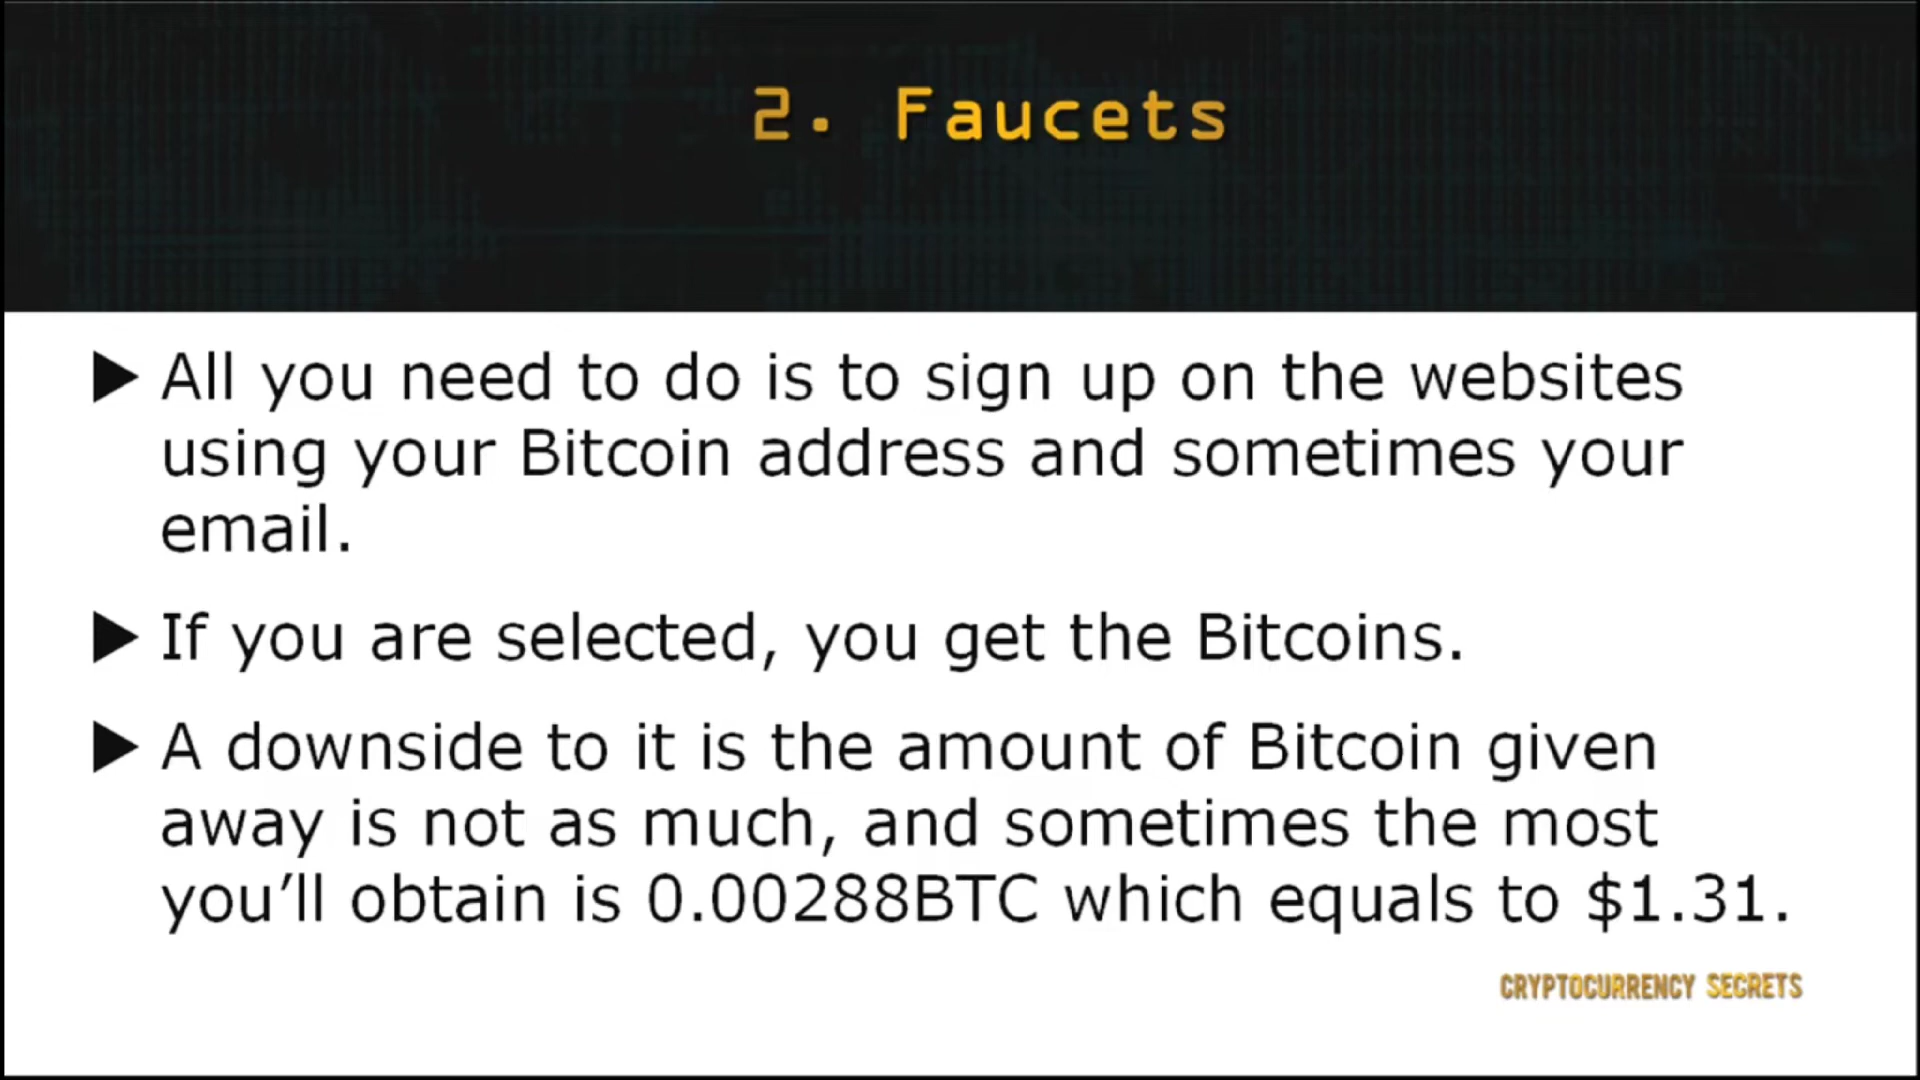 2. Faucets
All you need to do is to sign up on the websites
using your Bitcoin address and sometimes your
email.
If you are selected, you get the Bitcoins.
A downside to it is the amount of Bitcoin given
away is not as much, and sometimes the most
you’ll obtain is 0.00288BTC which equals to $1.31.
CRYPTOCURRENCY SECRETS